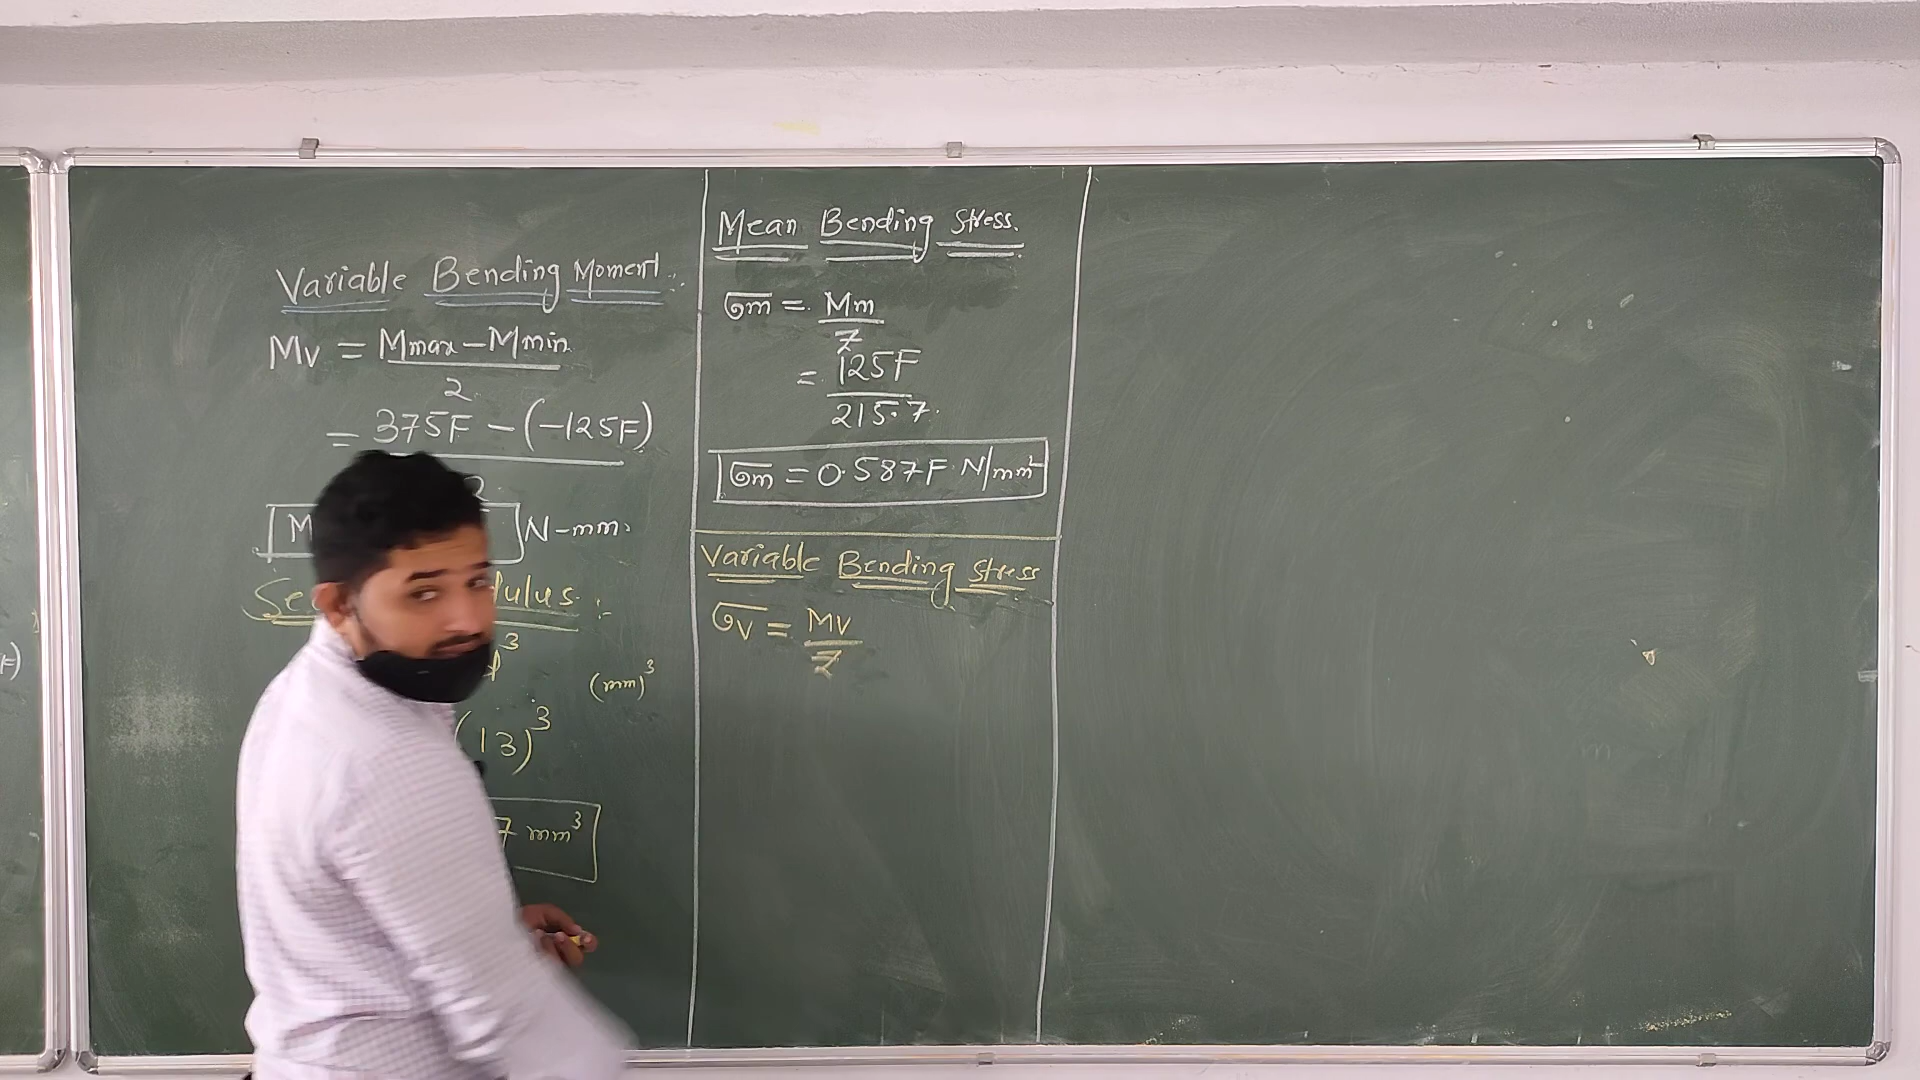 Variable Bending Moment :
Mv = Mmax - Mmin
2
= 375F - (-125F)
2
M N-mm.
dulus :-
3
(mm)³
(13)³
7 mm³
Mean Bending Stress.
σm = Mm
Z
= 125F
215.7
σm = 0.587F N/mm²
Variable Bending Stress
σv = Mv
Z
F)